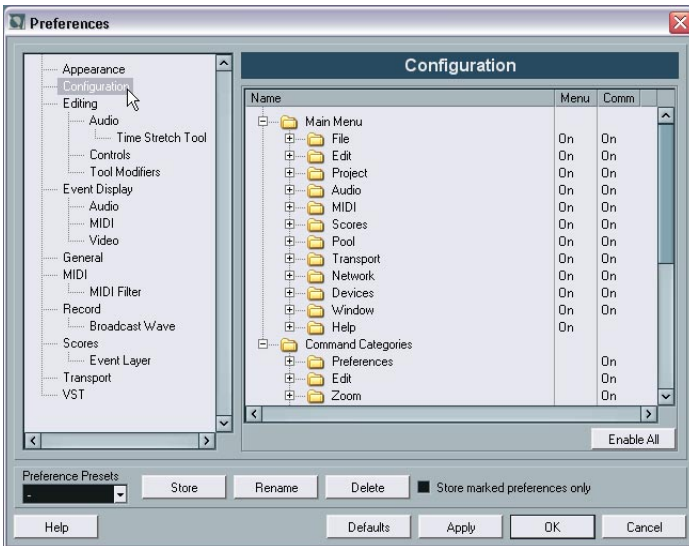 Preferences
Appearance
Configuration
Editing
Audio
Time Stretch Tool
Controls
Tool Modifiers
Event Display
Audio
MIDI
Video
General
MIDI
MIDI Filter
Record
Broadcast Wave
Scores
Event Layer
Transport
VST
Configuration
Name Menu Comm
Main Menu
File On On
Edit On On
Project On On
Audio On On
MIDI On On
Scores On On
Pool On On
Transport On On
Network On On
Devices On On
Window On On
Help On
Command Categories
Preferences On
Edit On
Zoom On
Enable All
Preference Presets
-
Store Rename Delete Store marked preferences only
Help Defaults Apply OK Cancel